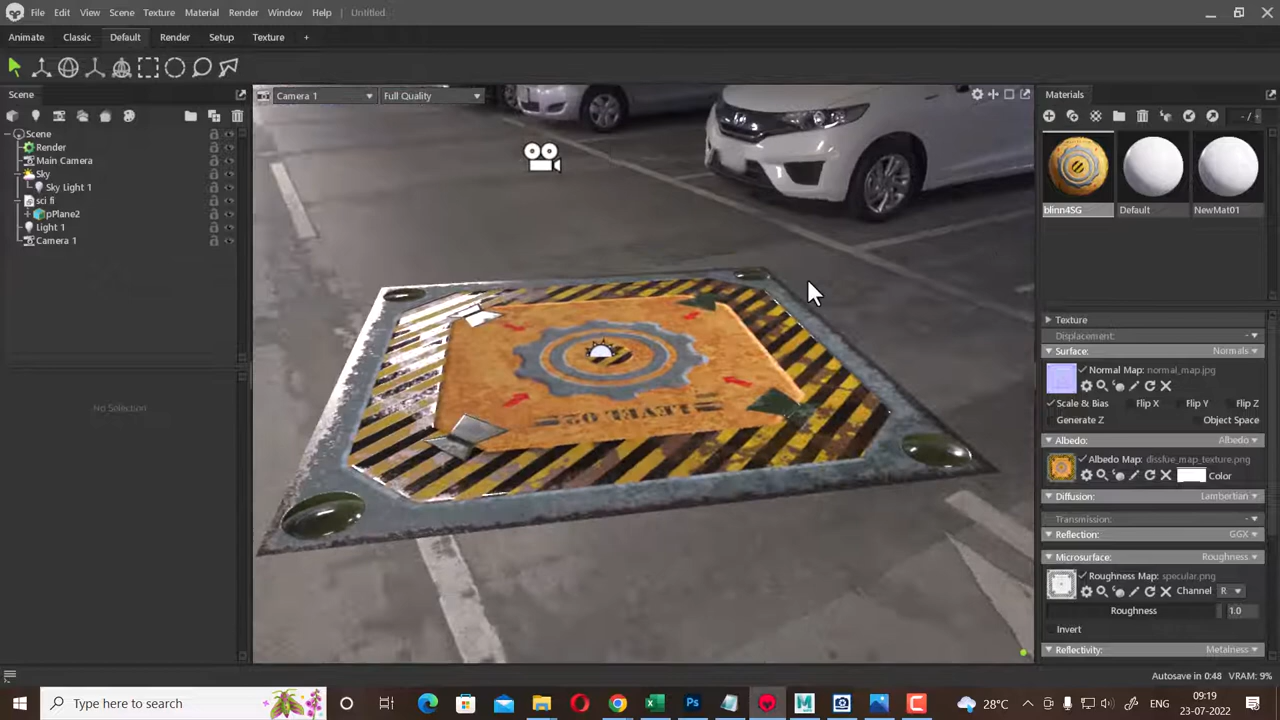 File Edit View Scene Texture Material Render Window Help Untitled
Animate Classic Default Render Setup Texture +
Scene
Camera 1 Full Quality
Materials
Scene
Render
Main Camera
Sky
Sky Light 1
sci fi
pPlane2
Light 1
Camera 1
No Selection
LEVEL
blinn4SG Default NewMat01
Texture
Displacement:
Surface: Normals
Normal Map: normal_map.jpg
Scale & Bias Flip X Flip Y Flip Z
Generate Z Object Space
Albedo: Albedo
Albedo Map: dissfue_map_texture.png
Color
Diffusion: Lambertian
Transmission:
Reflection: GGX
Microsurface: Roughness
Roughness Map: specular.png
Channel R
Roughness 1.0
Invert
Reflectivity: Metalness
Autosave in 0:48 VRAM: 9%
Type here to search
Ps
28°C
ENG
09:19
23-07-2022